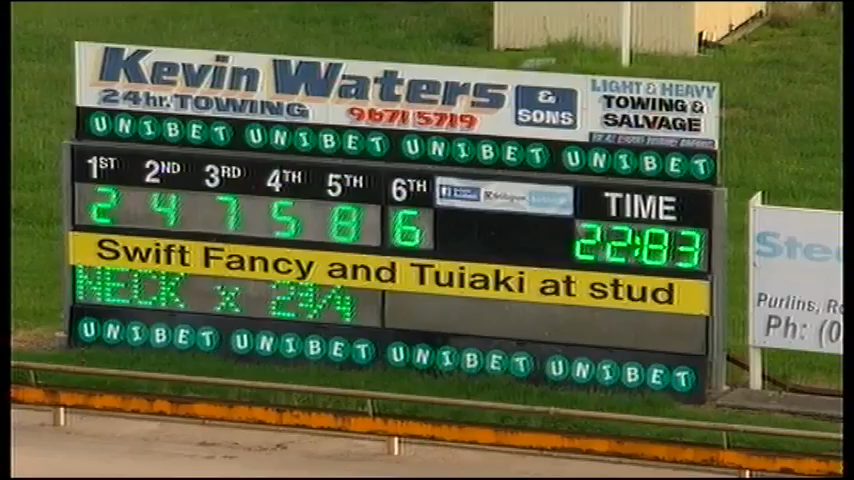 Kevin Waters
& SONS
24hr. TOWING
9671 5719
LIGHT & HEAVY
TOWING &
SALVAGE
UNIBET UNIBET UNIBET UNIBET
1ST 2ND 3RD 4TH 5TH 6TH TIME
2 4 7 5 8 6 22:83
Swift Fancy and Tuiaki at stud
NECK x 2 3/4
UNIBET UNIBET UNIBET UNIBET
Purlins,
Ph: (0